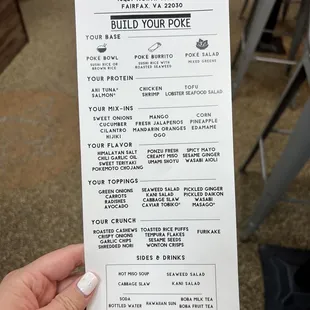 FAIRFAX, VA 22030
BUILD YOUR POKE
YOUR BASE
POKE BOWL POKE BURRITO POKE SALAD
SUSHI RICE OR SUSHI RICE WITH MIXED GREENS
BROWN RICE ROASTED SEAWEED
YOUR PROTEIN
AHI TUNA* CHICKEN TOFU
SALMON* SHRIMP LOBSTER SEAFOOD SALAD
YOUR MIX-INS
SWEET ONIONS MANGO CORN
CUCUMBER FRESH JALAPENOS PINEAPPLE
CILANTRO MANDARIN ORANGES EDAMAME
HIJIKI OGO
YOUR FLAVOR
HIMALAYAN SALT PONZU FRESH SPICY MAYO
CHILI GARLIC OIL CREAMY MISO SESAME GINGER
SWEET TERIYAKI UMAMI SHOYU WASABI AIOLI
POKEMOTO CHOJANG
YOUR TOPPINGS
GREEN ONIONS SEAWEED SALAD PICKLED GINGER
CARROTS KANI SALAD PICKLED DAIKON
RADISHES CABBAGE SLAW WASABI
AVOCADO CAVIAR TOBIKO* MASAGO*
YOUR CRUNCH
ROASTED CASHEWS TOASTED RICE PUFFS FURIKAKE
CRISPY ONIONS TEMPURA FLAKES
GARLIC CHIPS SESAME SEEDS
SHREDDED NORI WONTON CRISPS
SIDES & DRINKS
HOT MISO SOUP SEAWEED SALAD
CABBAGE SLAW KANI SALAD
SODA HAWAIIAN SUN BOBA MILK TEA
BOTTLED WATER BOBA FRUIT TEA